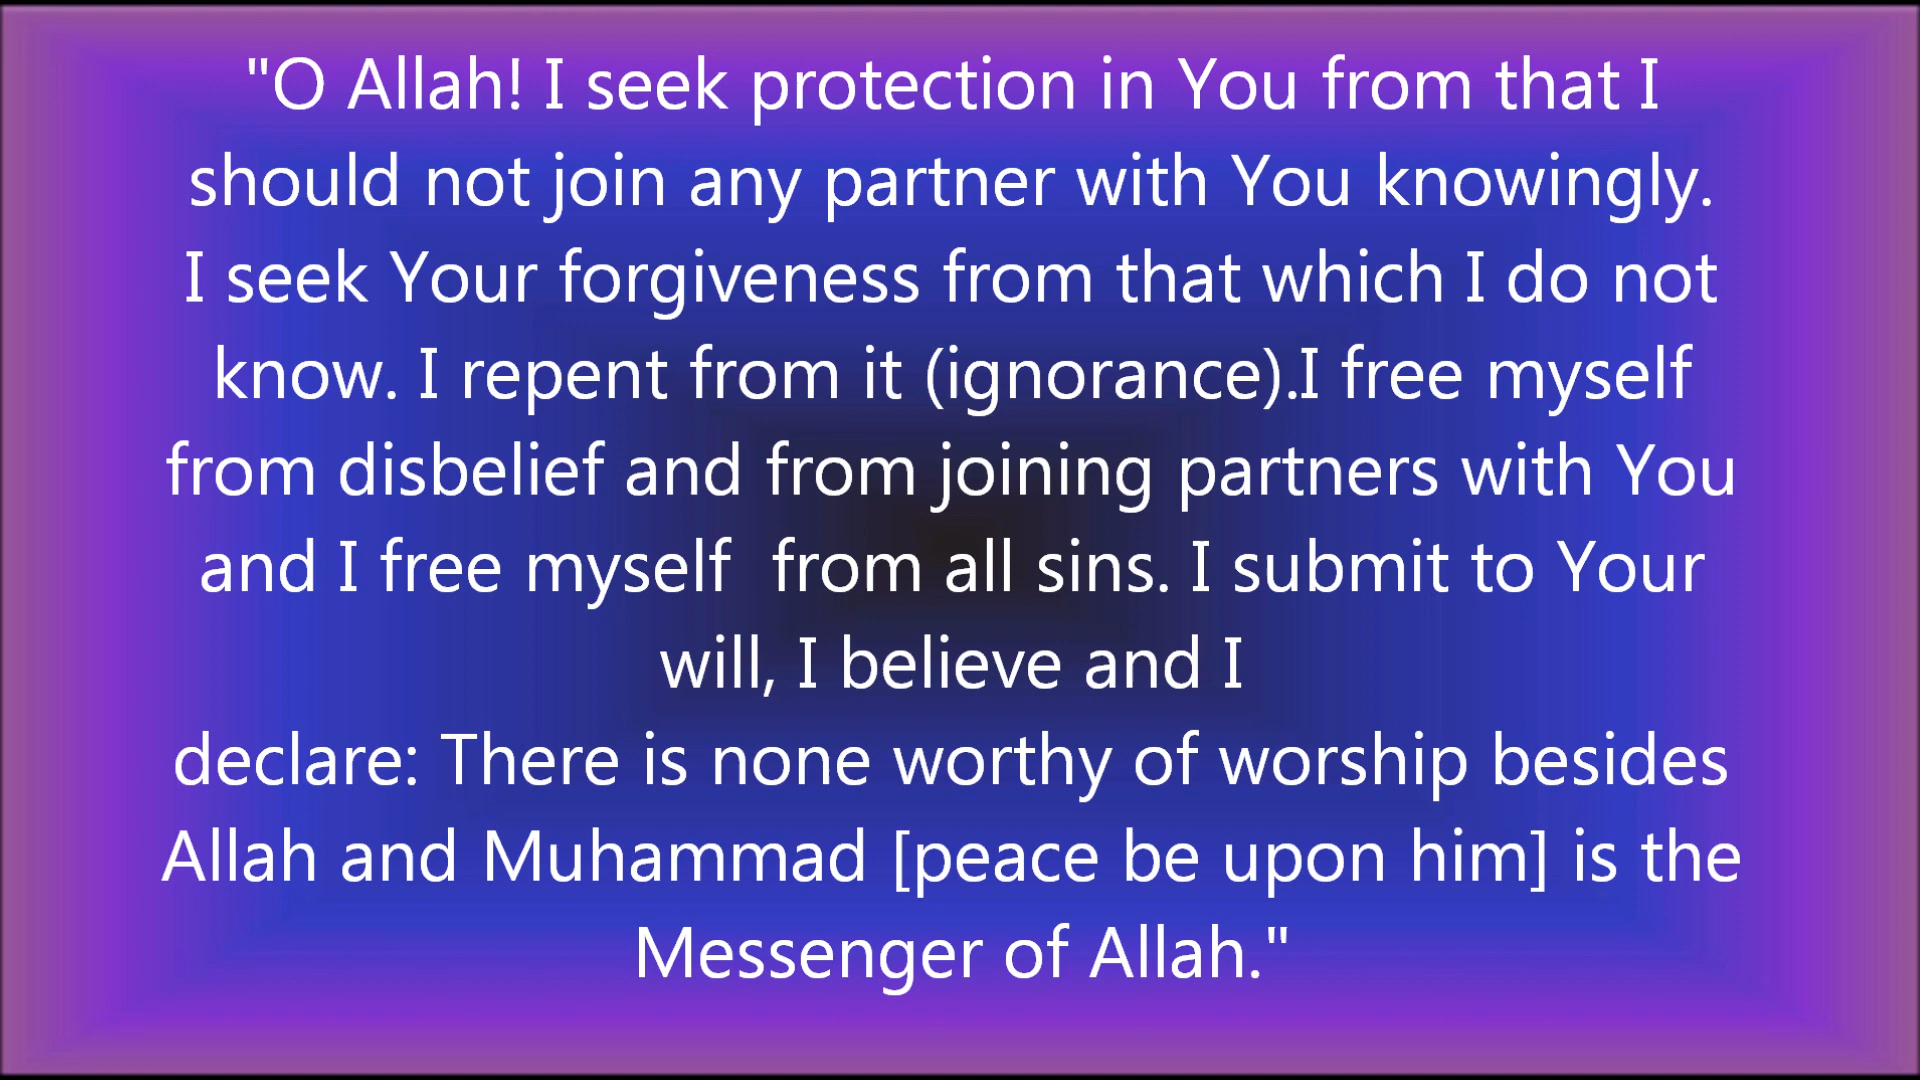 "O Allah! I seek protection in You from that I
should not join any partner with You knowingly.
I seek Your forgiveness from that which I do not
know. I repent from it (ignorance).I free myself
from disbelief and from joining partners with You
and I free myself  from all sins. I submit to Your
will, I believe and I
declare: There is none worthy of worship besides
Allah and Muhammad [peace be upon him] is the
Messenger of Allah."